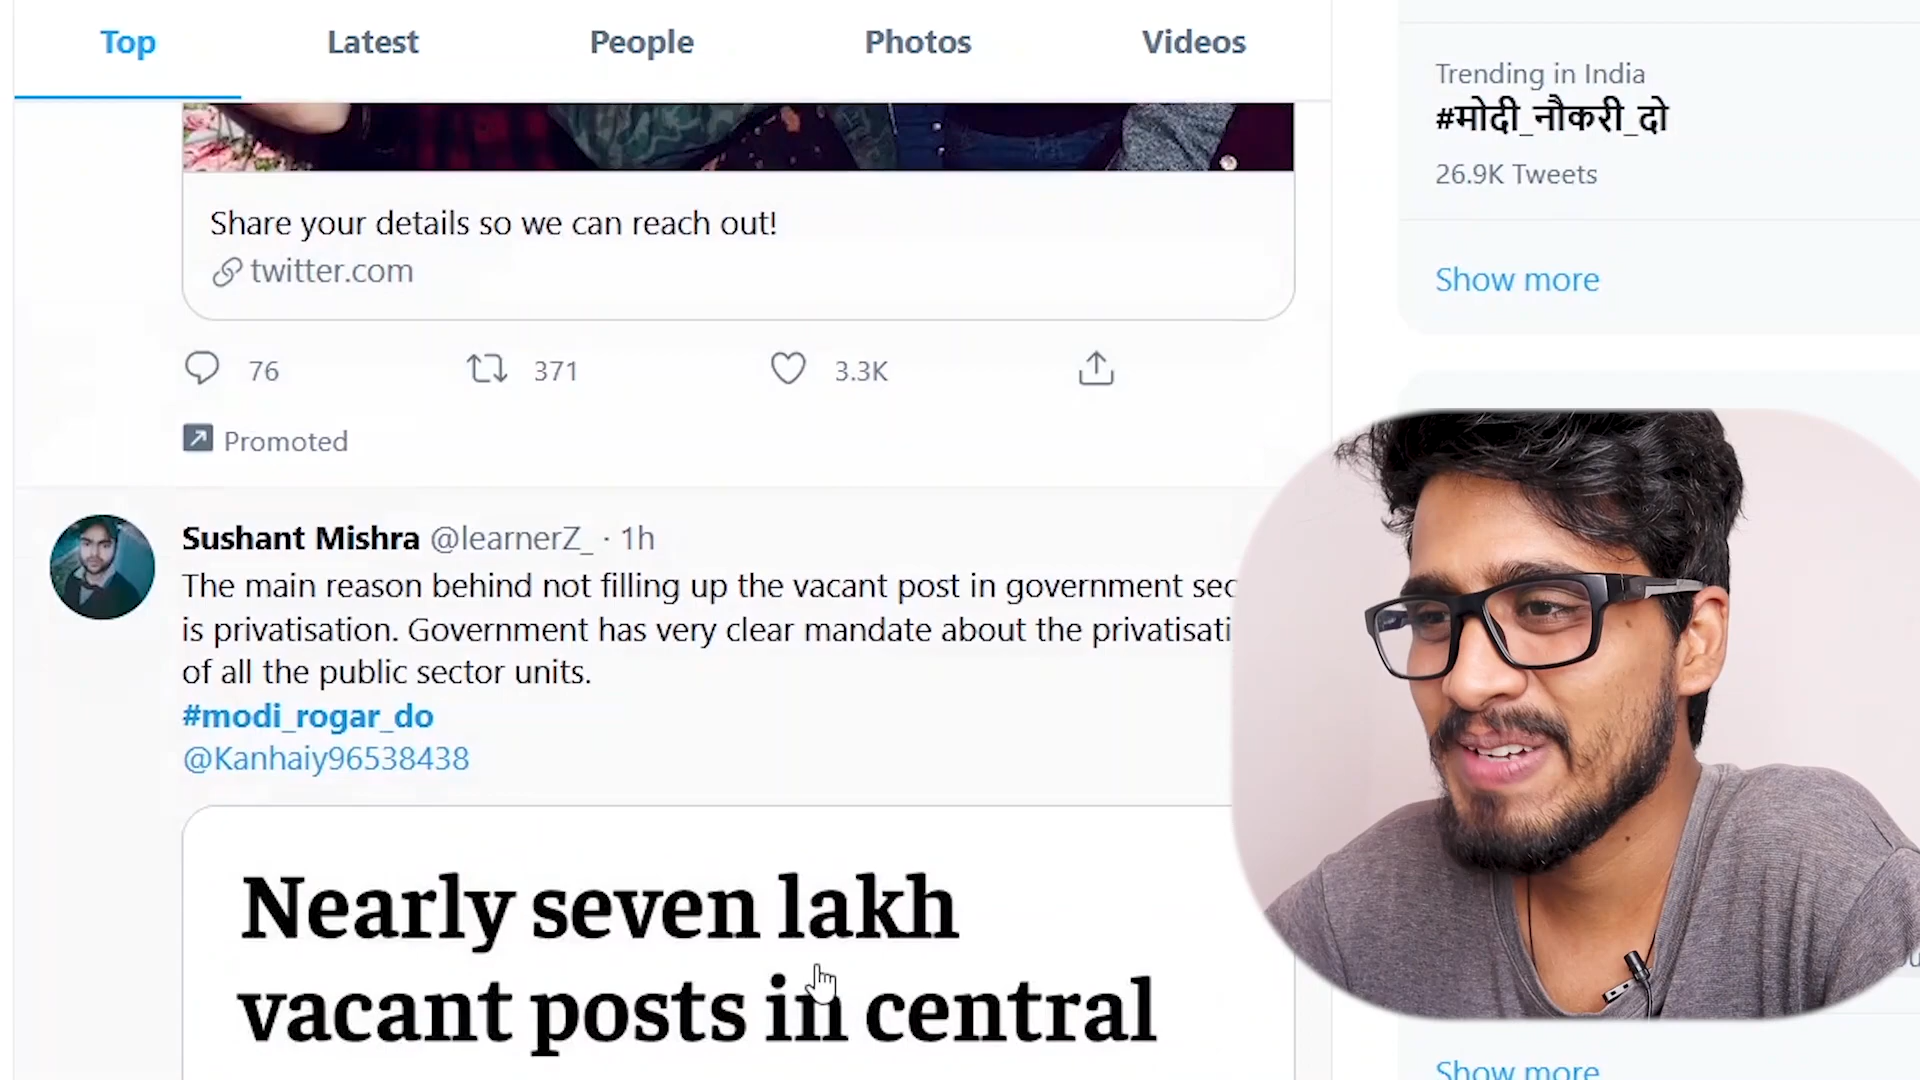 Top Latest People Photos Videos
Share your details so we can reach out!
twitter.com
76 371 3.3K
Promoted
Sushant Mishra @learnerZ_ · 1h
The main reason behind not filling up the vacant post in government
is privatisation. Government has very clear mandate about the
of all the public sector units.
#modi_rogar_do
@Kanhaiy96538438
Nearly seven lakh
vacant posts in central
Trending in India
#मोदी_नौकरी_दो
26.9K Tweets
Show more
Show more